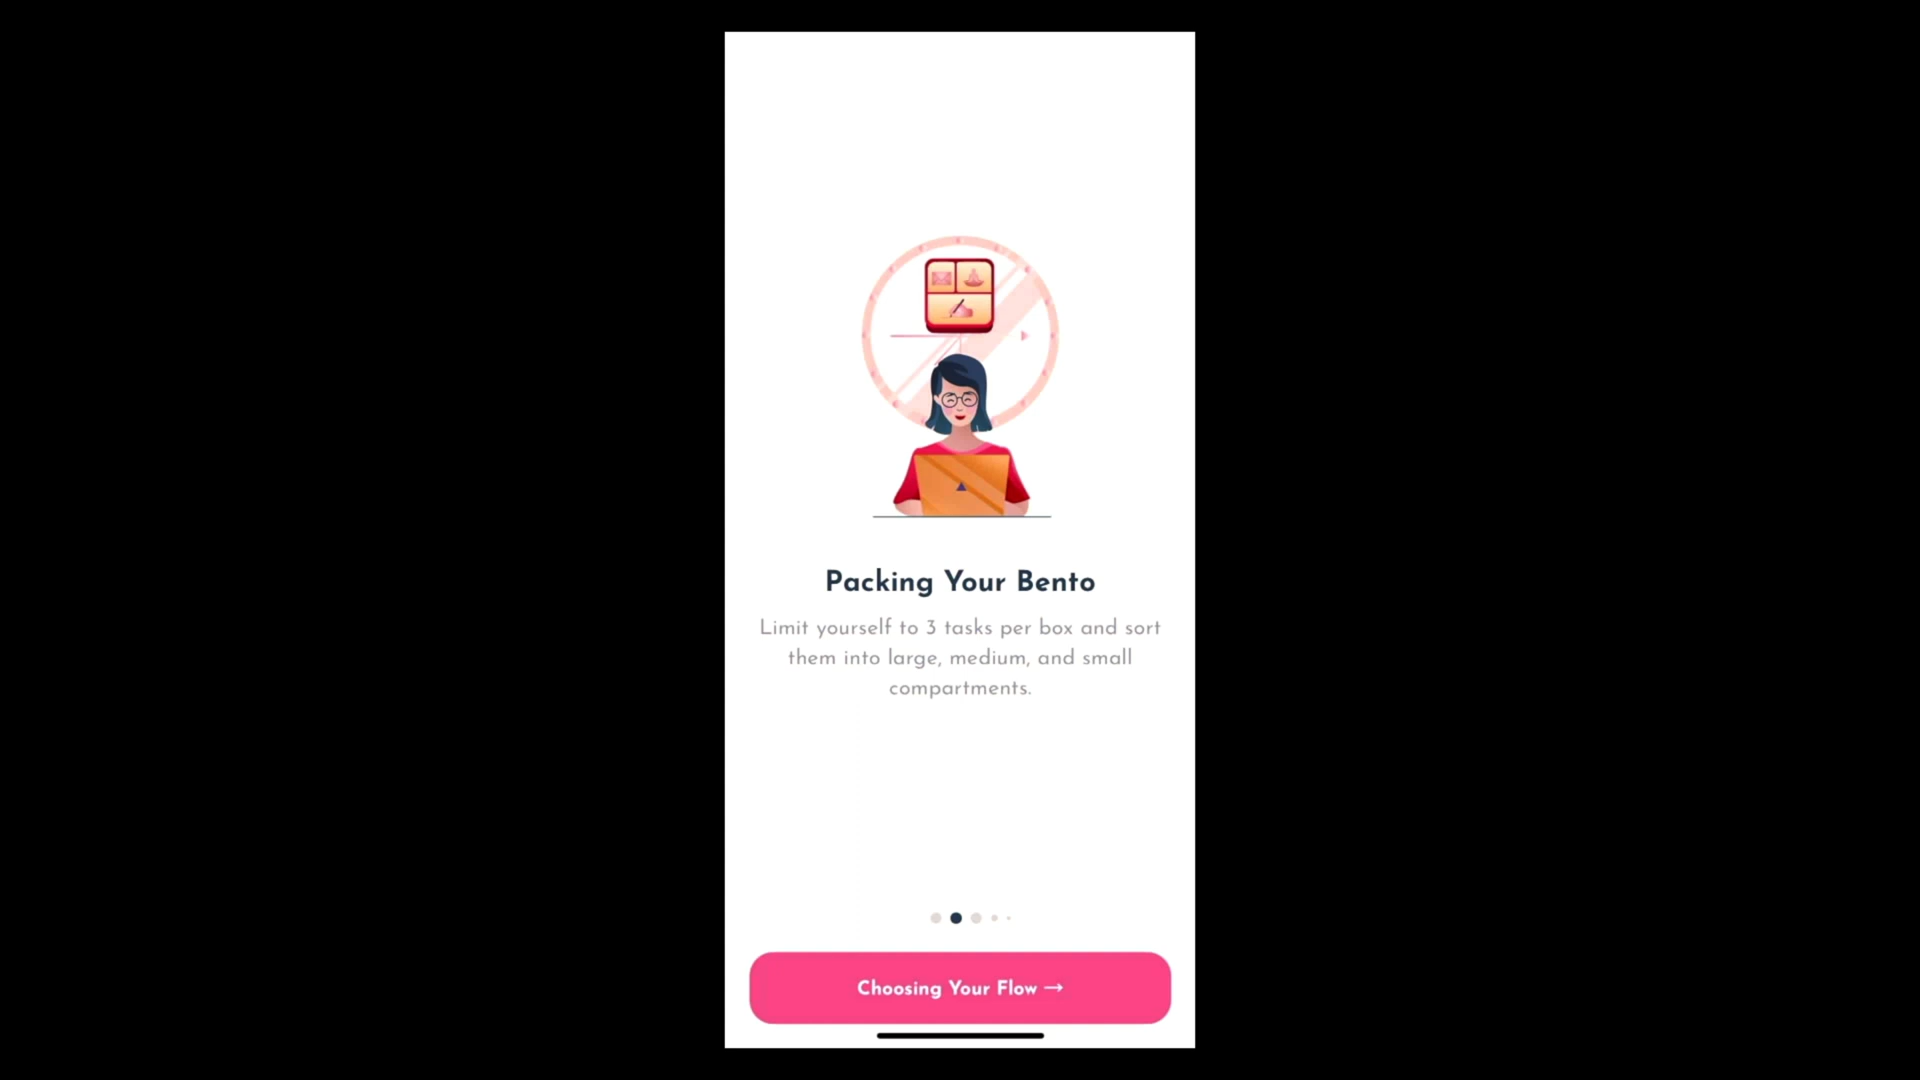 Packing Your Bento
Limit yourself to 3 tasks per box and sort
them into large, medium, and small
compartments.
Choosing Your Flow →